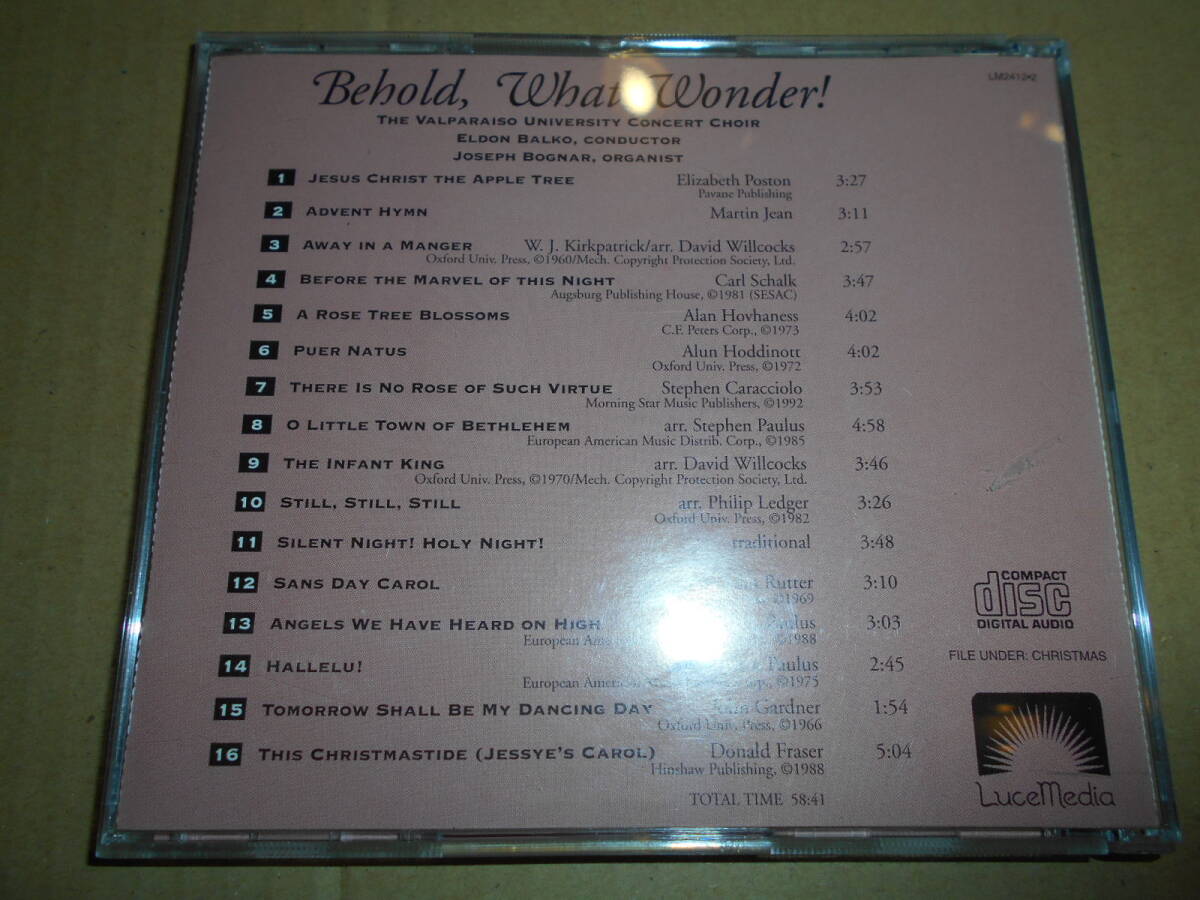 Behold, What Wonder!
LM2412-2
THE VALPARAISO UNIVERSITY CONCERT CHOIR
ELDON BALKO, CONDUCTOR
JOSEPH BOGNAR, ORGANIST
1 JESUS CHRIST THE APPLE TREE Elizabeth Poston 3:27
Pavane Publishing
2 ADVENT HYMN Martin Jean 3:11
3 AWAY IN A MANGER W. J. Kirkpatrick/arr. David Willcocks 2:57
Oxford Univ. Press, ©1960/Mech. Copyright Protection Society, Ltd.
4 BEFORE THE MARVEL OF THIS NIGHT Carl Schalk 3:47
Augsburg Publishing House, ©1981 (SESAC)
5 A ROSE TREE BLOSSOMS Alan Hovhaness 4:02
C.F. Peters Corp., ©1973
6 PUER NATUS Alun Hoddinott 4:02
Oxford Univ. Press, ©1972
7 THERE IS NO ROSE OF SUCH VIRTUE Stephen Caracciolo 3:53
Morning Star Music Publishers, ©1992
8 O LITTLE TOWN OF BETHLEHEM arr. Stephen Paulus 4:58
European American Music Distrib. Corp., ©1985
9 THE INFANT KING arr. David Willcocks 3:46
Oxford Univ. Press, ©1970/Mech. Copyright Protection Society, Ltd.
10 STILL, STILL, STILL arr. Philip Ledger 3:26
Oxford Univ. Press, ©1982
11 SILENT NIGHT! HOLY NIGHT! traditional 3:48
12 SANS DAY CAROL Rutter 3:10
©1969
13 ANGELS WE HAVE HEARD ON HIGH Paulus 3:03
European ©1988
14 HALLELU! Paulus 2:45
European Corp., ©1975
15 TOMORROW SHALL BE MY DANCING DAY John Gardner 1:54
Oxford Univ. Press, ©1966
16 THIS CHRISTMASTIDE (JESSYE'S CAROL) Donald Fraser 5:04
Hinshaw Publishing, ©1988
TOTAL TIME 58:41
COMPACT
disc
DIGITAL AUDIO
FILE UNDER: CHRISTMAS
LuceMedia